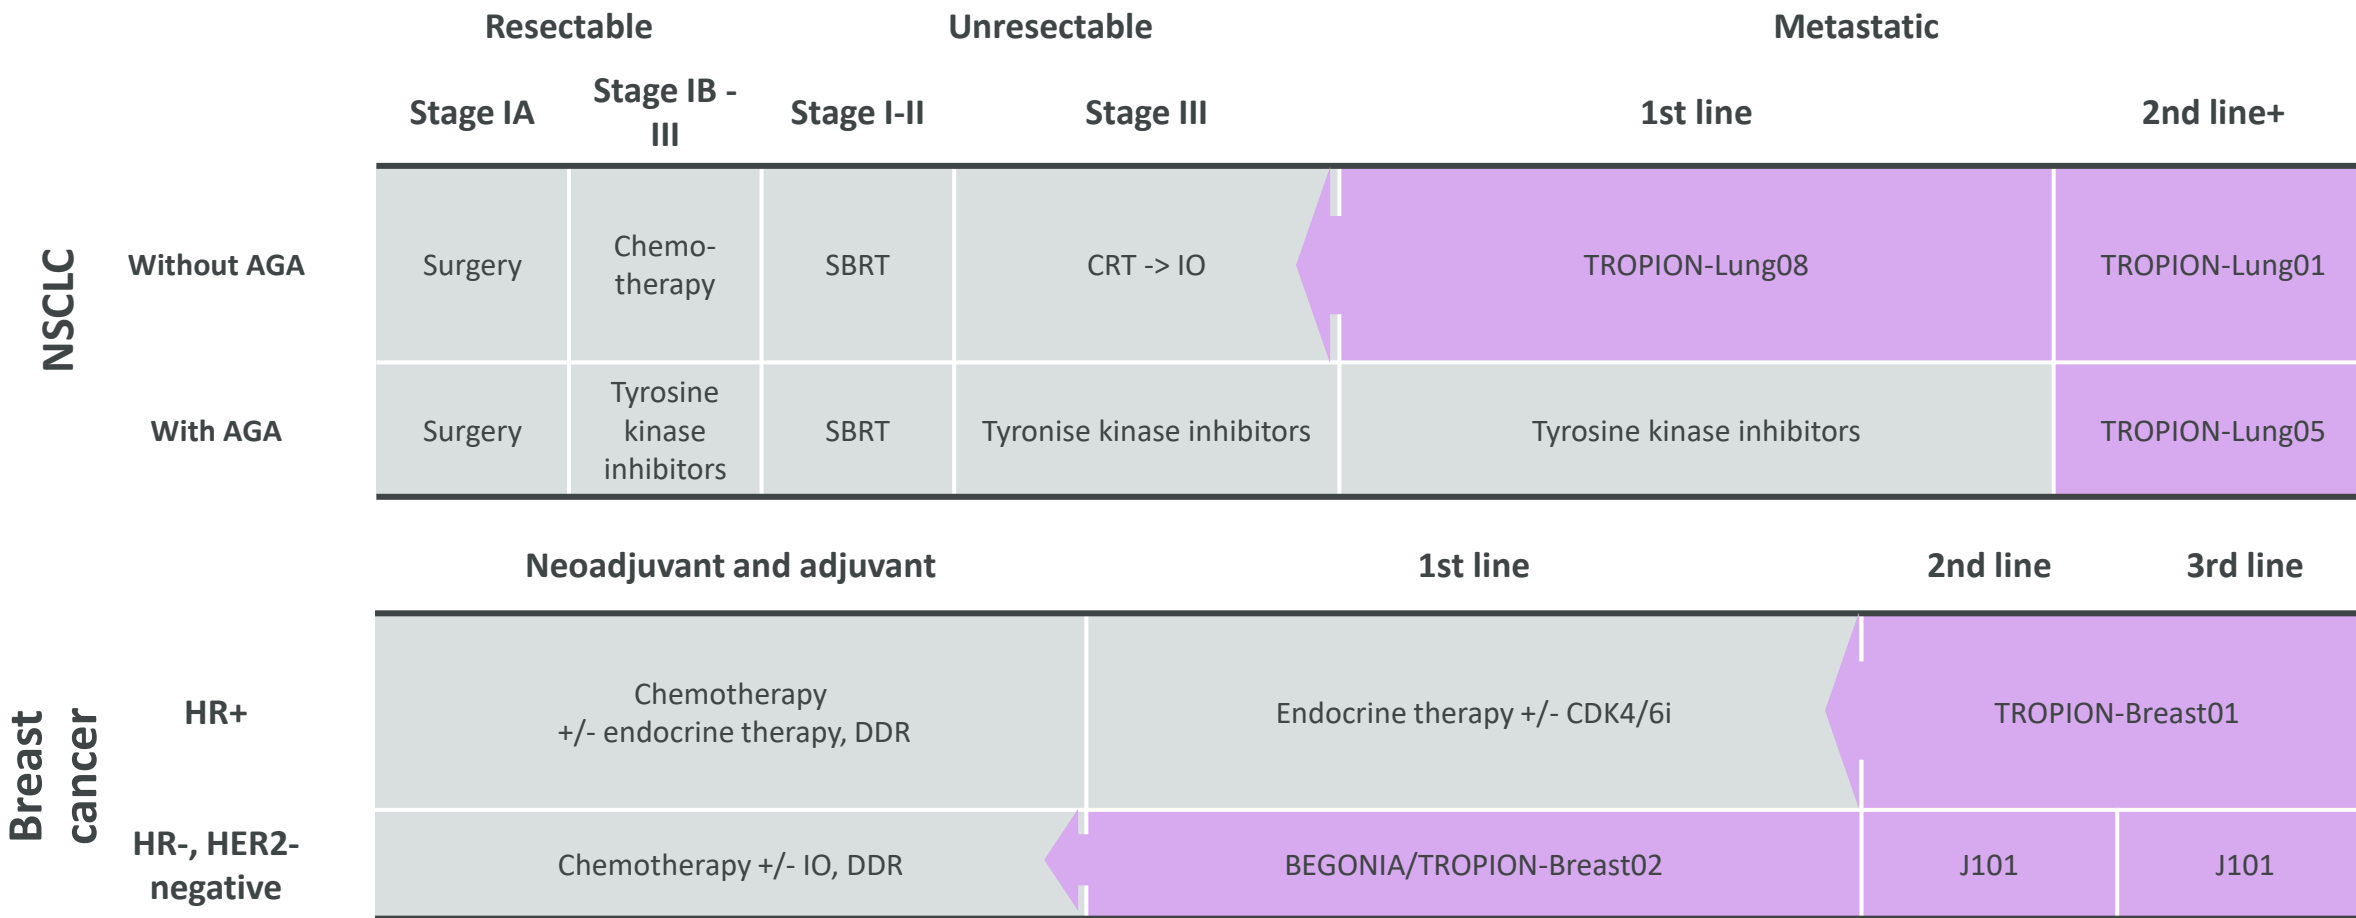 Resectable
Unresectable
Metastatic
Stage IA
Stage IB -
III
Stage I-II
Stage III
1st line
2nd line+
NSCLC
Without AGA
Surgery
Chemo-
therapy
SBRT
CRT -> IO
TROPION-Lung08
TROPION-Lung01
With AGA
Surgery
Tyrosine
kinase
inhibitors
SBRT
Tyronise kinase inhibitors
Tyrosine kinase inhibitors
TROPION-Lung05
Neoadjuvant and adjuvant
1st line
2nd line
3rd line
Breast
cancer
HR+
Chemotherapy
+/- endocrine therapy, DDR
Endocrine therapy +/- CDK4/6i
TROPION-Breast01
HR-, HER2-
negative
Chemotherapy +/- IO, DDR
BEGONIA/TROPION-Breast02
J101
J101